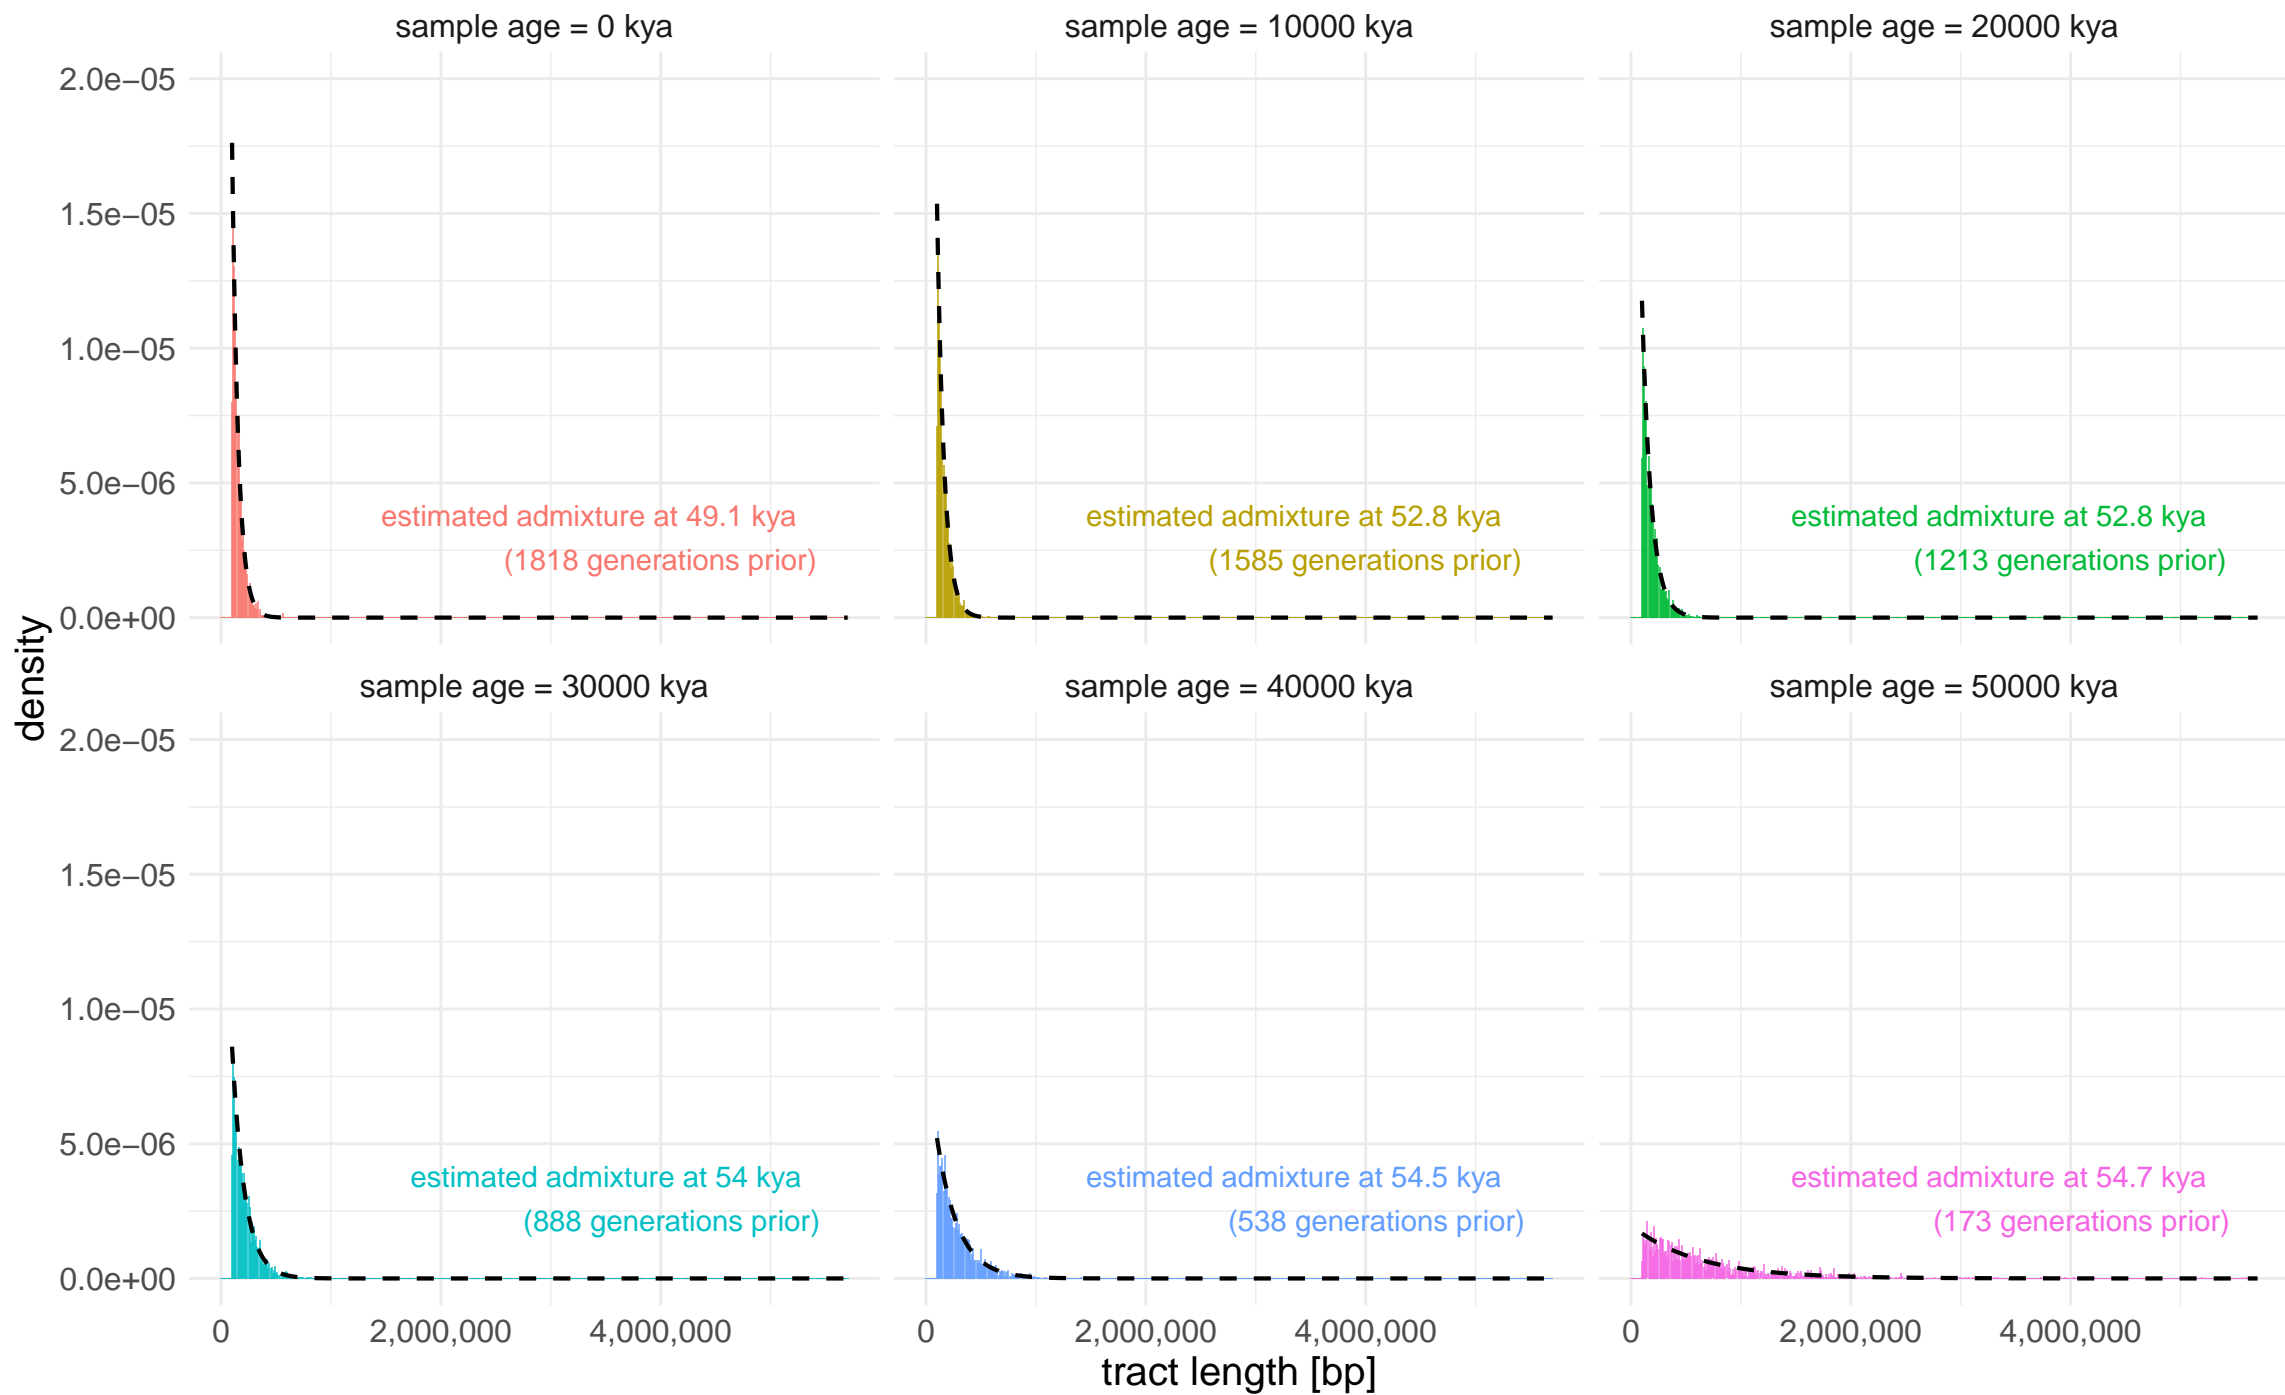 sample age = 0 kya
sample age = 10000 kya
sample age = 20000 kya
2.0e−05
1.5e−05
1.0e−05
5.0e−06
0.0e+00
estimated admixture at 49.1 kya
(1818 generations prior)
estimated admixture at 52.8 kya
(1585 generations prior)
estimated admixture at 52.8 kya
(1213 generations prior)
density
sample age = 30000 kya
sample age = 40000 kya
sample age = 50000 kya
2.0e−05
1.5e−05
1.0e−05
5.0e−06
0.0e+00
estimated admixture at 54 kya
(888 generations prior)
estimated admixture at 54.5 kya
(538 generations prior)
estimated admixture at 54.7 kya
(173 generations prior)
0 2,000,000 4,000,000
0 2,000,000 4,000,000
0 2,000,000 4,000,000
tract length [bp]